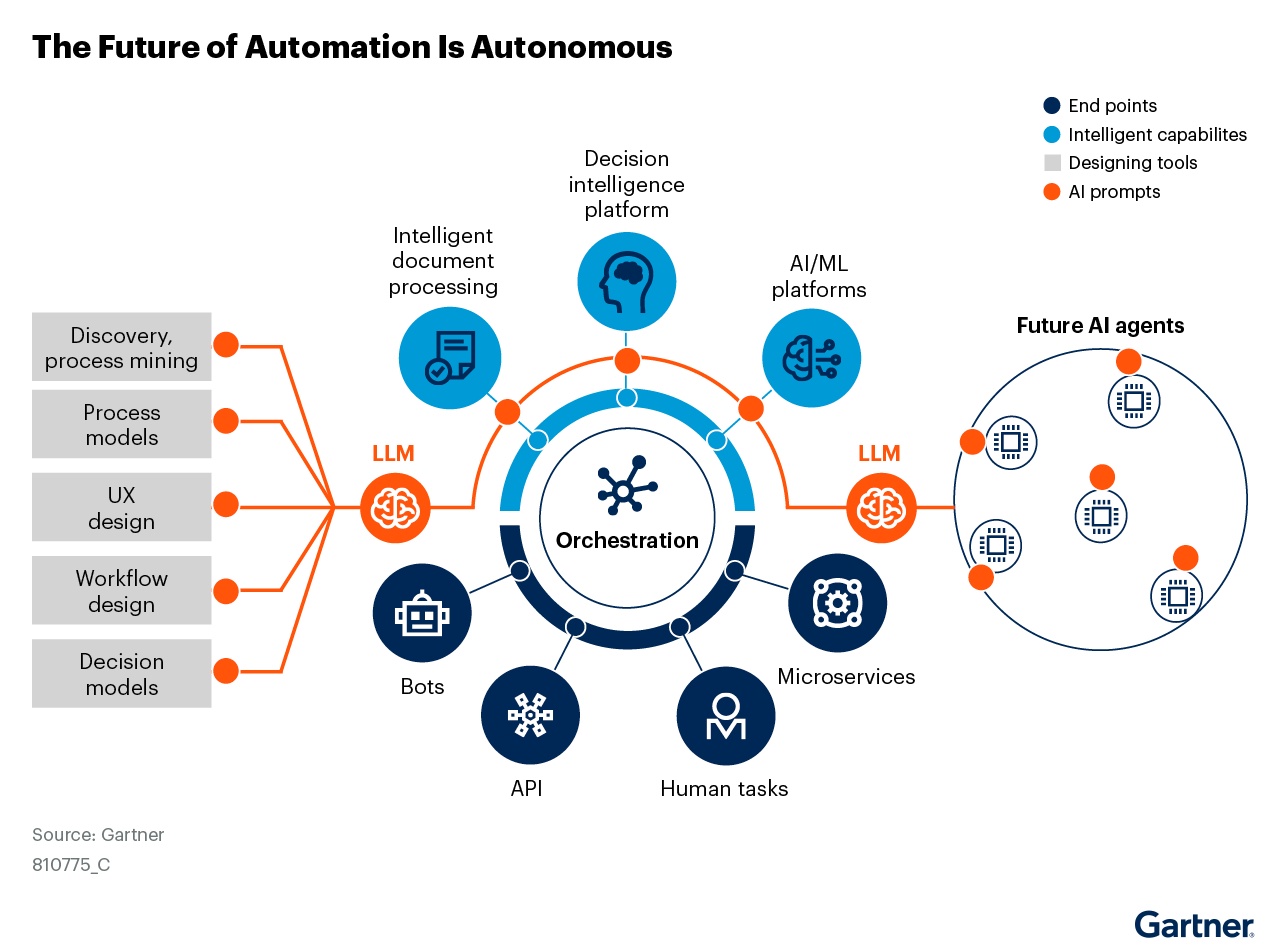 The Future of Automation Is Autonomous
End points
Intelligent capabilites
Designing tools
AI prompts
Decision
intelligence
platform
Intelligent
document
processing
AI/ML
platforms
Future AI agents
Discovery,
process mining
Process
models
UX
design
Workflow
design
Decision
models
LLM
LLM
Orchestration
Bots
API
Human tasks
Microservices
Source: Gartner
810775_C
Gartner®